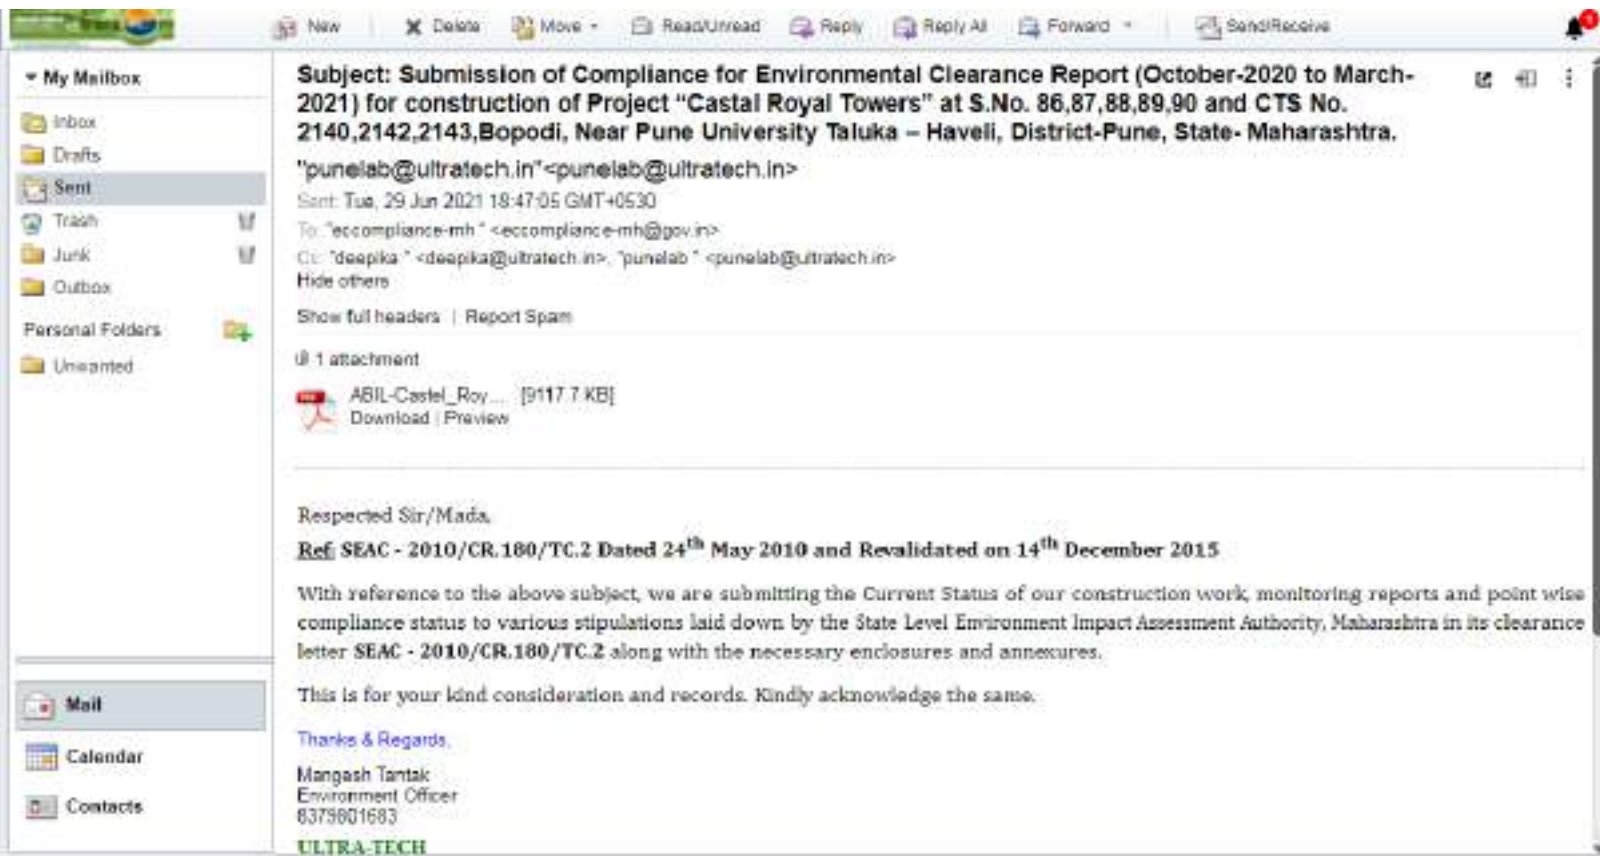 New Delete Move Read/Unread Reply Reply All Forward Send/Receive
My Mailbox
Inbox
Drafts
Sent
Trash
Junk
Outbox
Personal Folders
Unwanted
Mail
Calendar
Contacts
Subject: Submission of Compliance for Environmental Clearance Report (October-2020 to March-
2021) for construction of Project “Castal Royal Towers” at S.No. 86,87,88,89,90 and CTS No.
2140,2142,2143,Bopodi, Near Pune University Taluka – Haveli, District-Pune, State- Maharashtra.
"punelab@ultratech.in"<punelab@ultratech.in>
Sent: Tue, 29 Jun 2021 18:47:05 GMT+0530
To: "eccompliance-mh " <eccompliance-mh@gov.in>
Cc: "deepika " <deepika@ultratech.in>, "punelab " <punelab@ultratech.in>
Hide others
Show full headers | Report Spam
1 attachment
ABIL-Castel_Roy... [9117.7 KB]
Download | Preview
Respected Sir/Mada,
Ref: SEAC - 2010/CR.180/TC.2 Dated 24th May 2010 and Revalidated on 14th December 2015
With reference to the above subject, we are submitting the Current Status of our construction work, monitoring reports and point wise
compliance status to various stipulations laid down by the State Level Environment Impact Assessment Authority, Maharashtra in its clearance
letter SEAC - 2010/CR.180/TC.2 along with the necessary enclosures and annexures.
This is for your kind consideration and records. Kindly acknowledge the same.
Thanks & Regards,
Mangesh Tantak
Environment Officer
8379801683
ULTRA-TECH